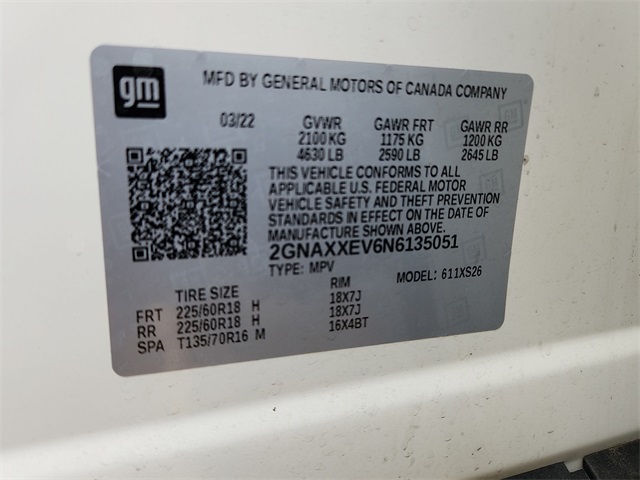 gm
MFD BY GENERAL MOTORS OF CANADA COMPANY
03/22 GVWR GAWR FRT GAWR RR
2100 KG 1175 KG 1200 KG
4630 LB 2590 LB 2645 LB
THIS VEHICLE CONFORMS TO ALL
APPLICABLE U.S. FEDERAL MOTOR
VEHICLE SAFETY AND THEFT PREVENTION
STANDARDS IN EFFECT ON THE DATE OF
MANUFACTURE SHOWN ABOVE.
2GNAXXEV6N6135051
TYPE: MPV MODEL: 611XS26
TIRE SIZE RIM
FRT 225/60R18 H 18X7J
RR 225/60R18 H 18X7J
SPA T135/70R16 M 16X4BT